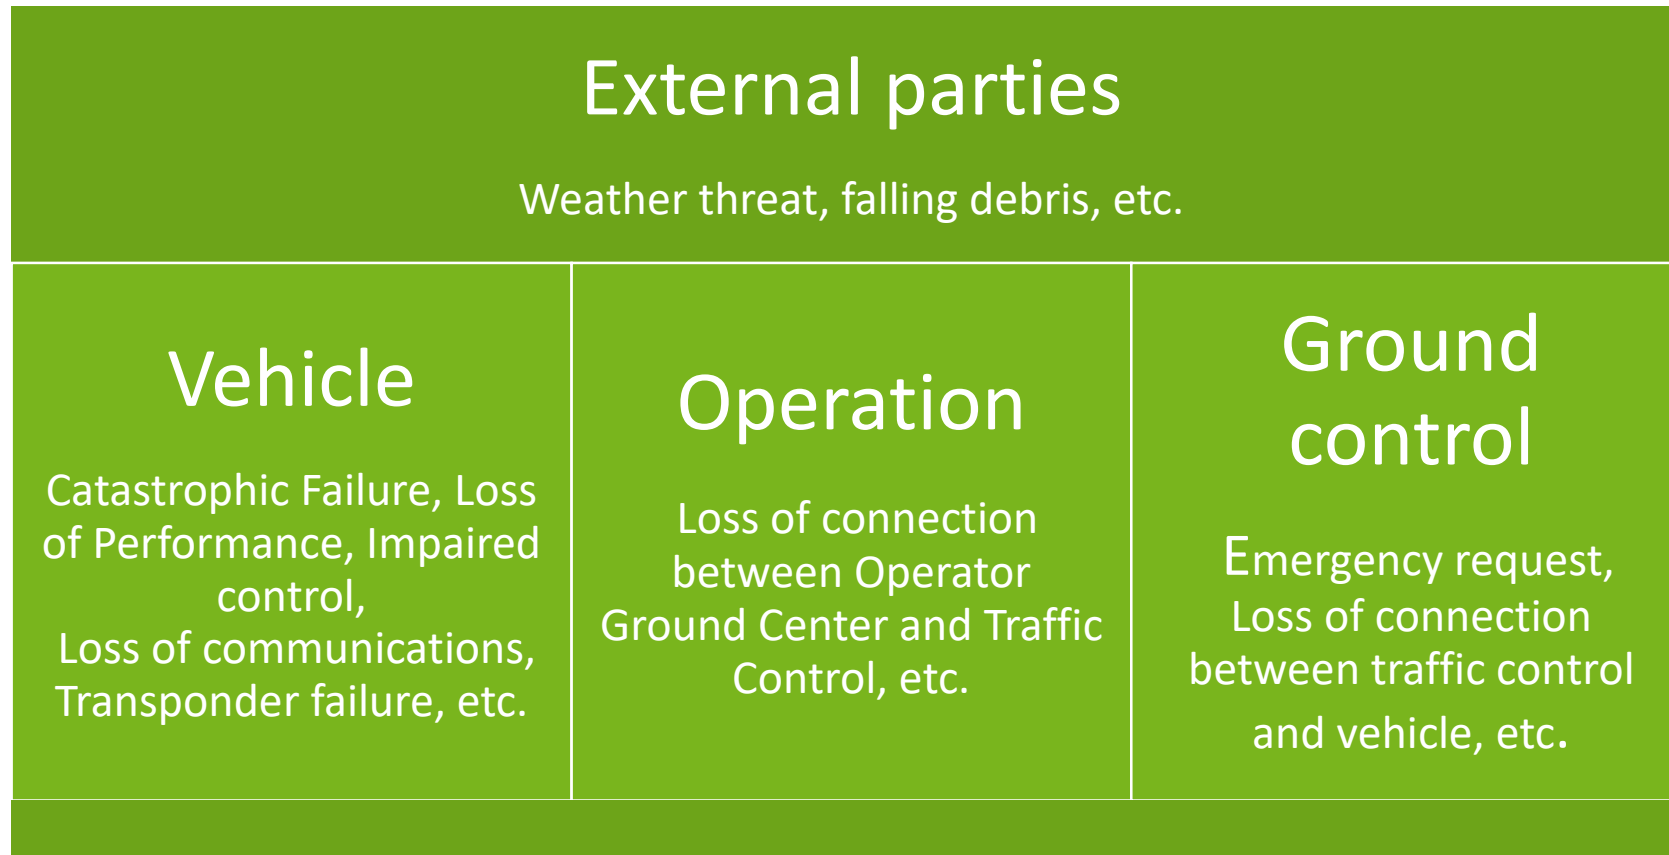 External parties
Weather threat, falling debris, etc.
Vehicle
Catastrophic Failure, Loss
of Performance, Impaired
control,
Loss of communications,
Transponder failure, etc.
Operation
Loss of connection
between Operator
Ground Center and Traffic
Control, etc.
Ground
control
Emergency request,
Loss of connection
between traffic control
and vehicle, etc.